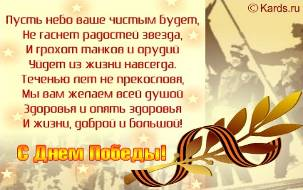 © Kards.ru
Пусть небо ваше чистым будет,
Не гаснет радостей звезда,
И грохот танков и орудий
Уйдет из жизни навсегда.
Теченью лет не прекословя,
Мы вам желаем всей душой
Здоровья и опять здоровья
И жизни, доброй и большой!
С Днем Победы!